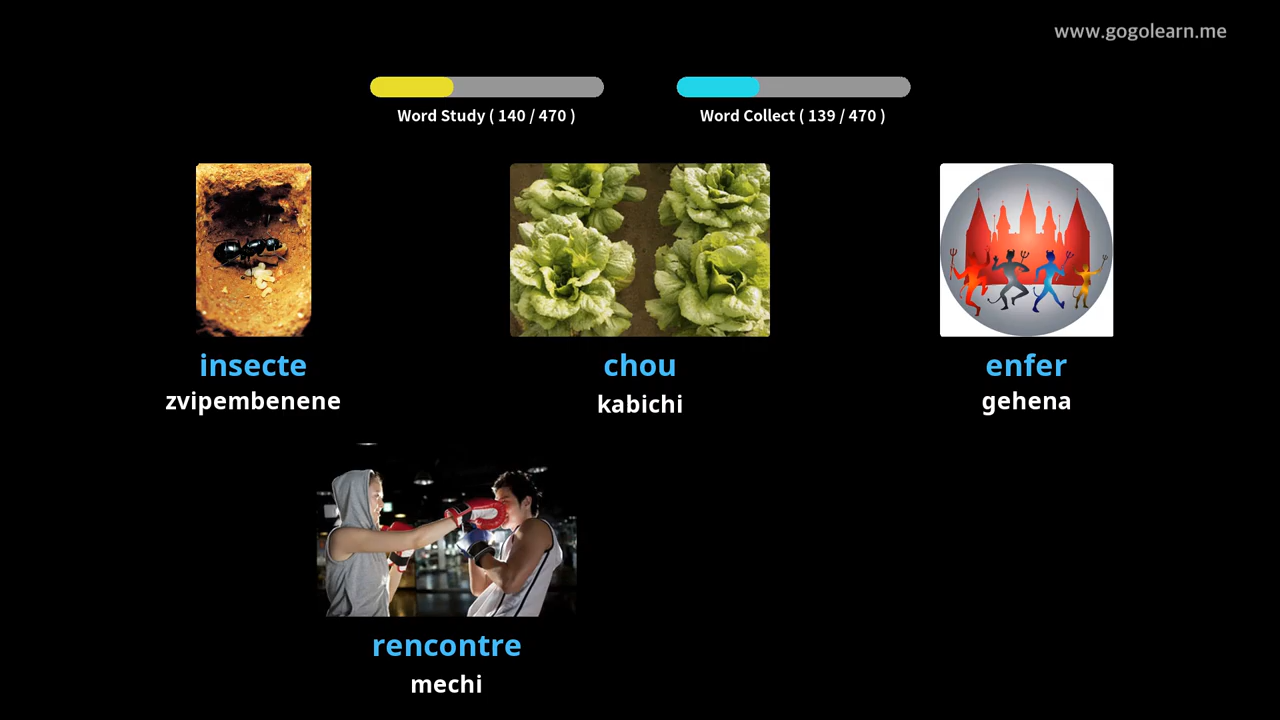 www.gogolearn.me
Word Study ( 140 / 470 )
Word Collect ( 139 / 470 )
insecte
zvipembenene
chou
kabichi
enfer
gehena
rencontre
mechi